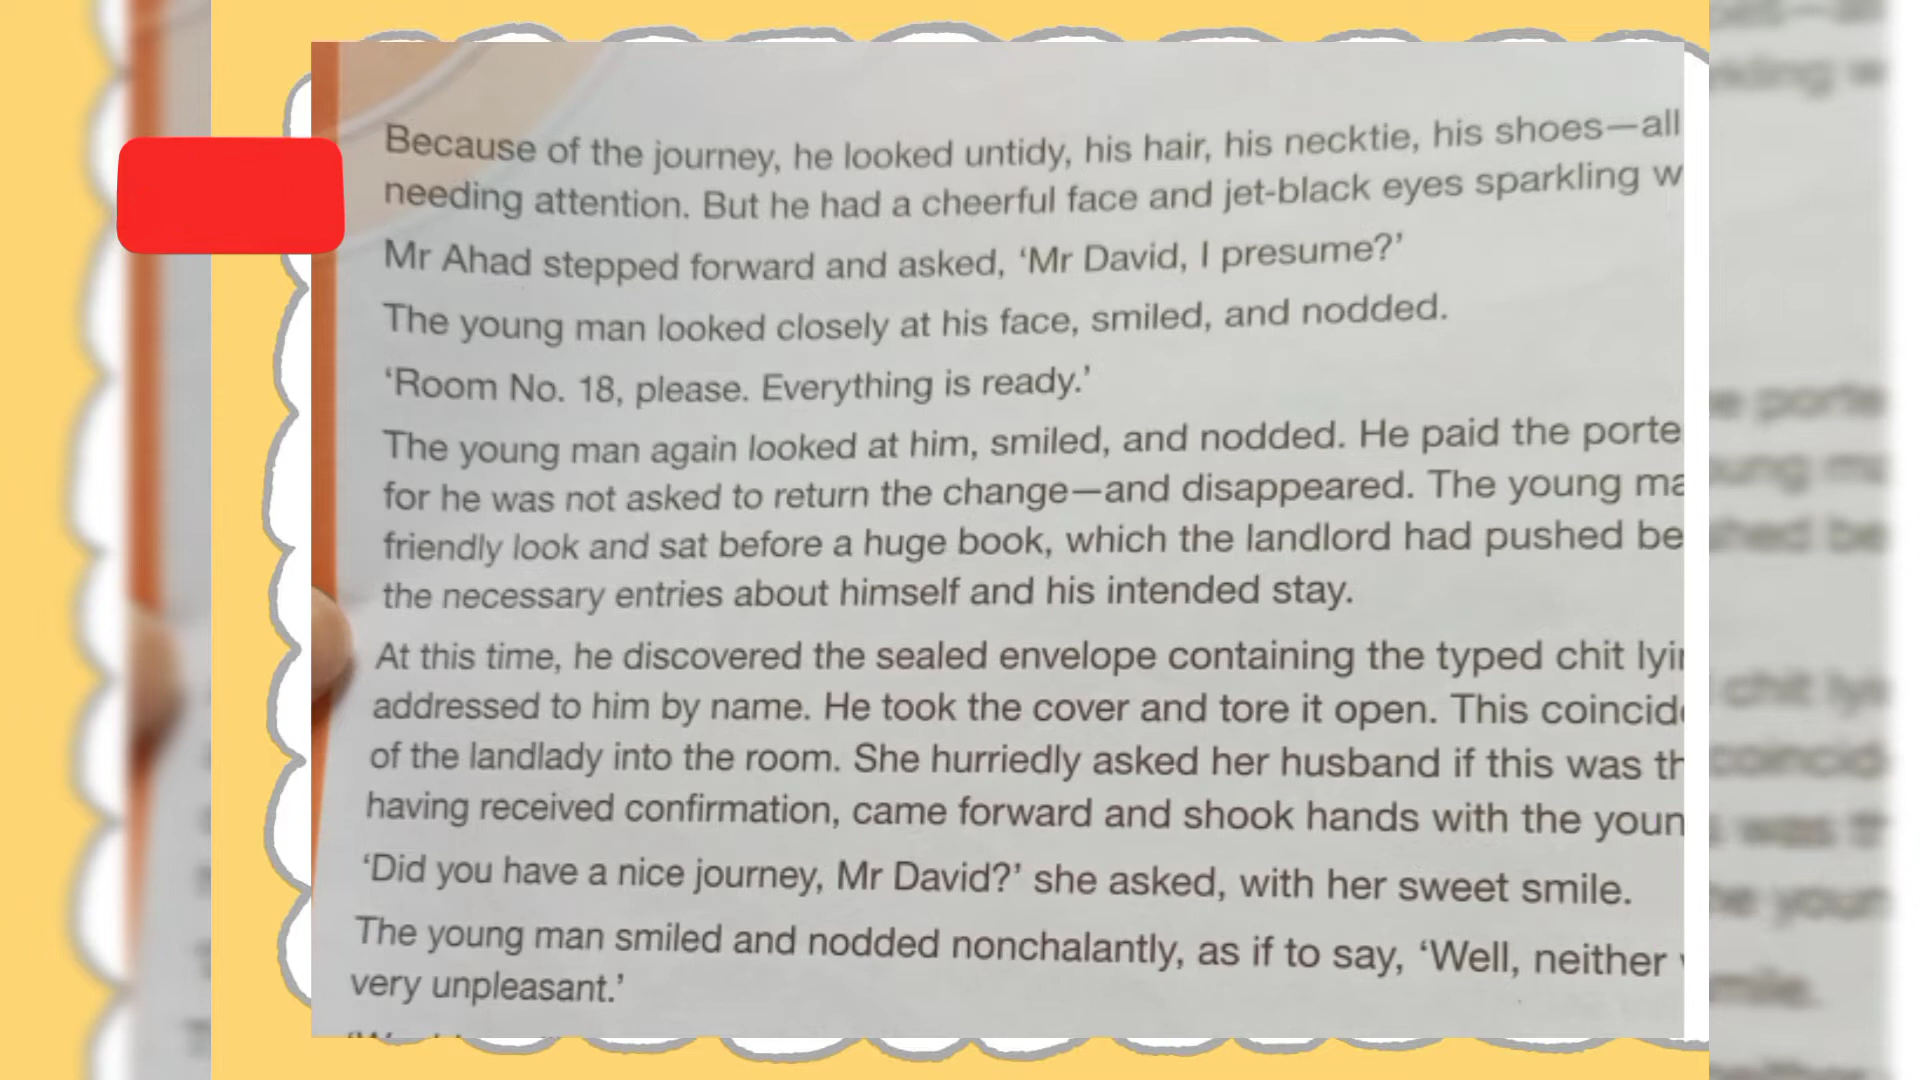 Because of the journey, he looked untidy, his hair, his necktie, his shoes—all
needing attention. But he had a cheerful face and jet-black eyes sparkling w
Mr Ahad stepped forward and asked, ‘Mr David, I presume?’
The young man looked closely at his face, smiled, and nodded.
‘Room No. 18, please. Everything is ready.’
The young man again looked at him, smiled, and nodded. He paid the porte
for he was not asked to return the change—and disappeared. The young ma
friendly look and sat before a huge book, which the landlord had pushed be
the necessary entries about himself and his intended stay.
At this time, he discovered the sealed envelope containing the typed chit lyi
addressed to him by name. He took the cover and tore it open. This coincid
of the landlady into the room. She hurriedly asked her husband if this was th
having received confirmation, came forward and shook hands with the youn
‘Did you have a nice journey, Mr David?’ she asked, with her sweet smile.
The young man smiled and nodded nonchalantly, as if to say, ‘Well, neither
very unpleasant.’